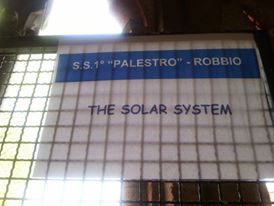 S.S.1° "PALESTRO" - ROBBIO
THE SOLAR SYSTEM